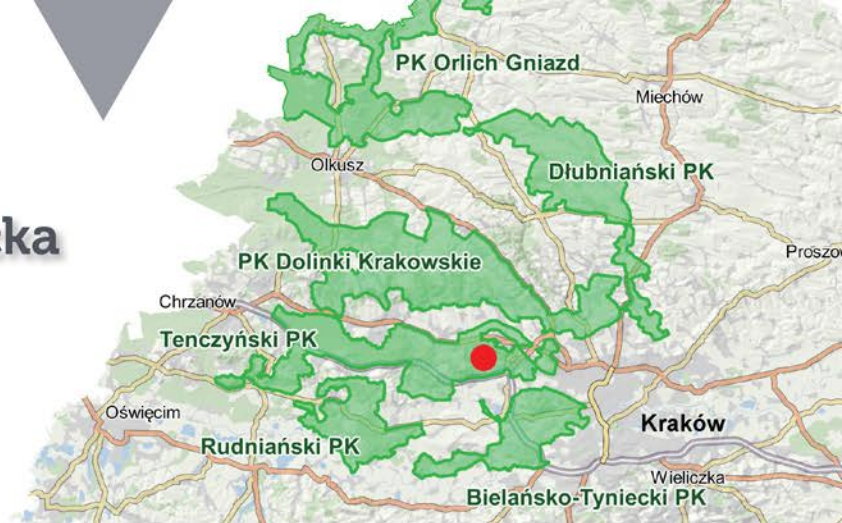 PK Orlich Gniazd
Miechów
Olkusz
Dłubniański PK
PK Dolinki Krakowskie
Chrzanów
Tenczyński PK
Oświęcim
Kraków
Rudniański PK
Wieliczka
Bielańsko-Tyniecki PK